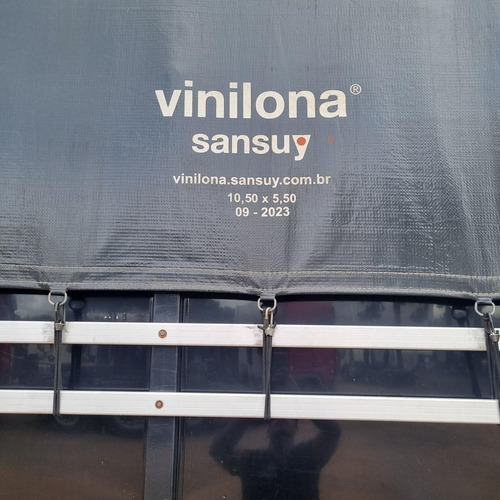 vinilona®
sansuy
vinilona.sansuy.com.br
10,50 x 5,50
09 - 2023